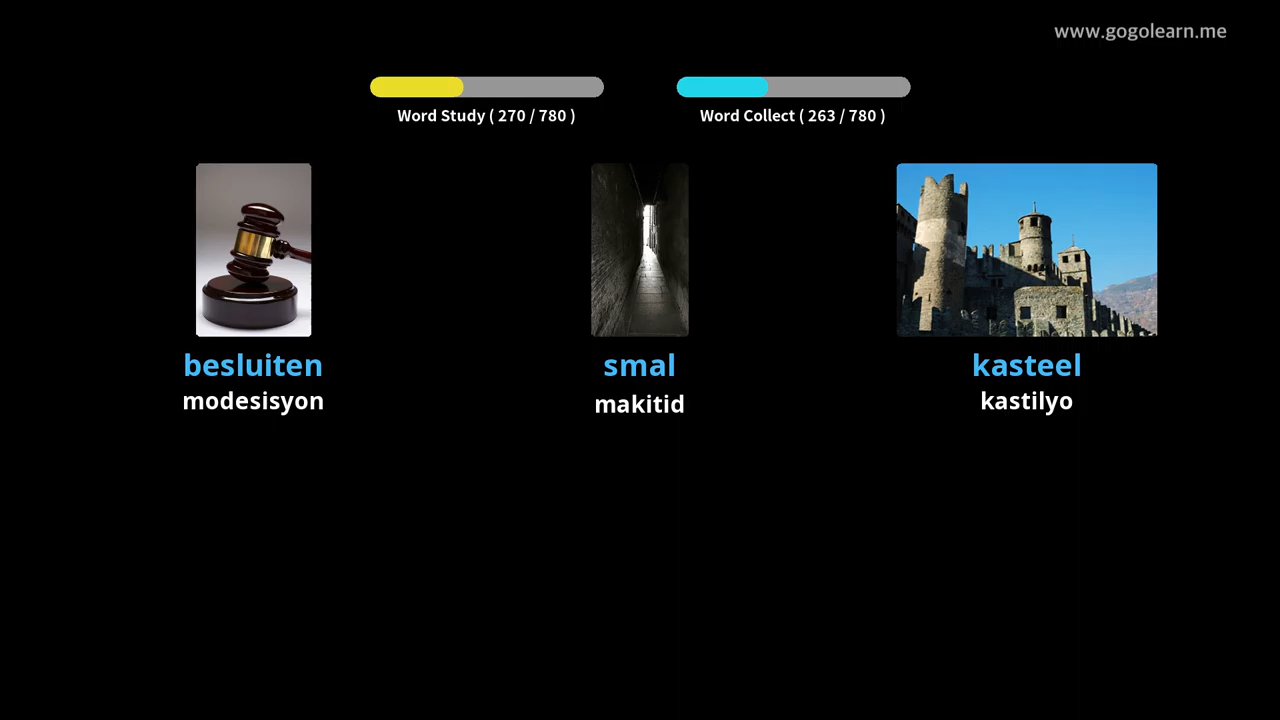 www.gogolearn.me
Word Study ( 270 / 780 )
Word Collect ( 263 / 780 )
besluiten
modesisyon
smal
makitid
kasteel
kastilyo